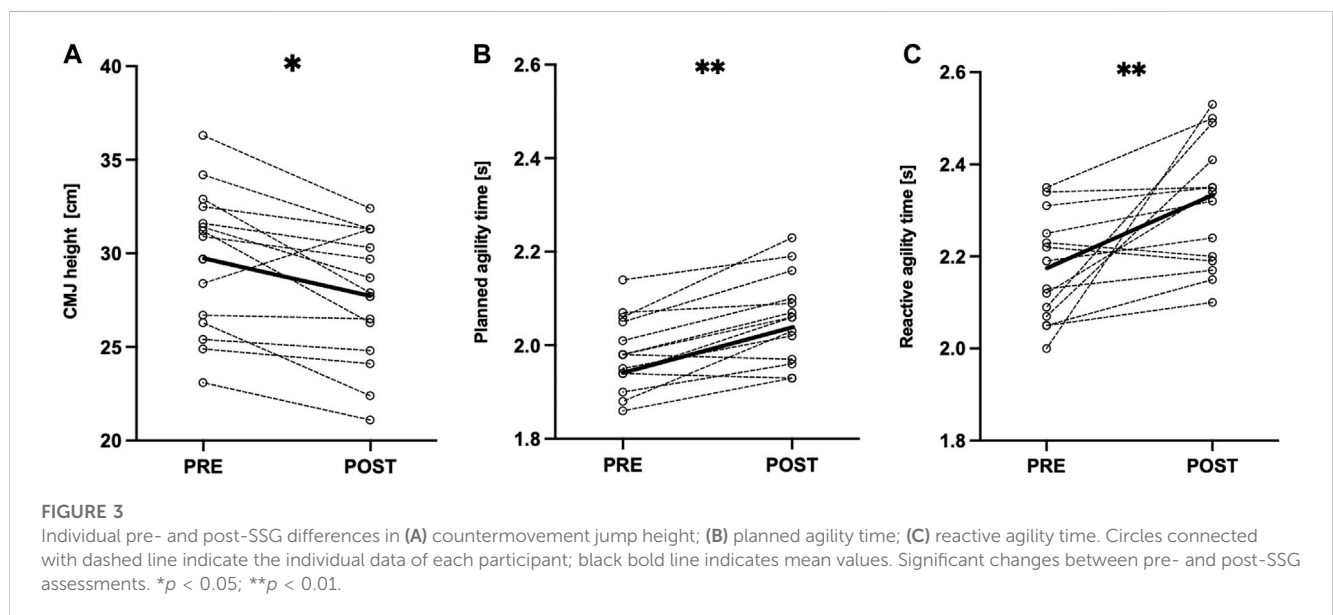 A
*
B
**
C
**
40
35
30
25
20
CMJ height [cm]
PRE
POST
2.6
2.4
2.2
2.0
1.8
Planned agility time [s]
PRE
POST
2.6
2.4
2.2
2.0
1.8
Reactive agility time [s]
PRE
POST
FIGURE 3
Individual pre- and post-SSG differences in (A) countermovement jump height; (B) planned agility time; (C) reactive agility time. Circles connected
with dashed line indicate the individual data of each participant; black bold line indicates mean values. Significant changes between pre- and post-SSG
assessments. *p < 0.05; **p < 0.01.